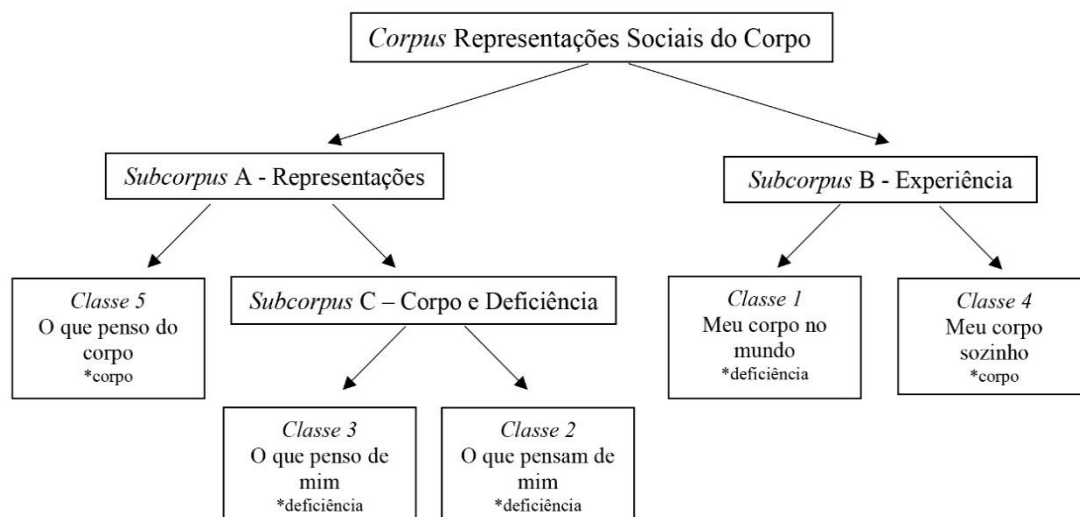 Corpus Representações Sociais do Corpo
Subcorpus A - Representações
Subcorpus B - Experiência
Classe 5
O que penso do
corpo
*corpo
Subcorpus C – Corpo e Deficiência
Classe 1
Meu corpo no
mundo
*deficiência
Classe 4
Meu corpo
sozinho
*corpo
Classe 3
O que penso de
mim
*deficiência
Classe 2
O que pensam de
mim
*deficiência